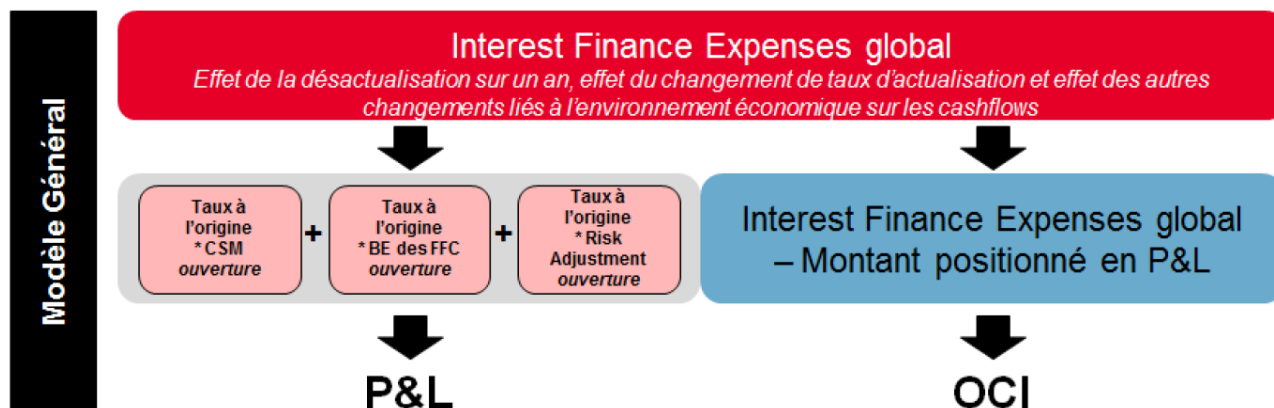 Modèle Général
Interest Finance Expenses global
Effet de la désactualisation sur un an, effet du changement de taux d'actualisation et effet des autres
changements liés à l'environnement économique sur les cashflows
Taux à
l'origine
* CSM
ouverture
+
Taux à
l'origine
* BE des FFC
ouverture
+
Taux à
l'origine
* Risk
Adjustment
ouverture
Interest Finance Expenses global
– Montant positionné en P&L
P&L
OCI